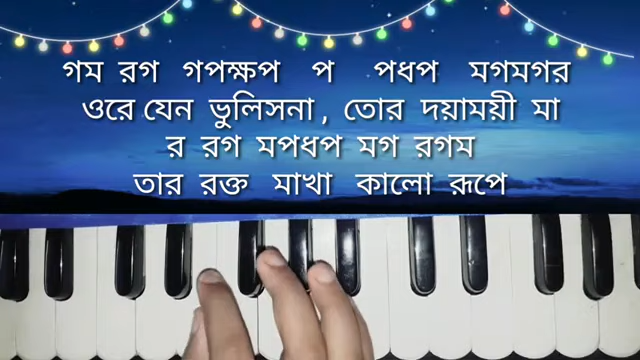 গম রগ গপক্ষপ প পধপ মগমগর
ওরে যেন ভুলিসনা , তোর দয়াময়ী মা
র রগ মপধপ মগ রগম
তার রক্ত মাখা কালো রূপে